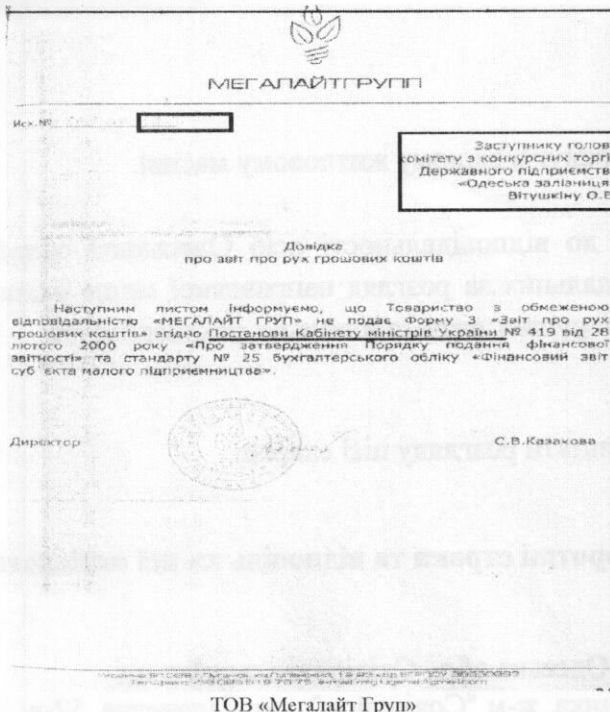 МЕГАЛАЙТГРУПП
Исх.№
Заступнику голов
комітету з конкурсних торгі
Державного підприємств
«Одеська залізниця
Вітушкіну О.В
Довідка
про звіт про рух грошових коштів
Наступним листом інформуємо, що Товариство з обмеженою
відповідальністю «МЕГАЛАЙТ ГРУП» не подає Форму 3 «Звіт про рух
грошових коштів» згідно Постанови Кабінету міністрів України № 419 від 28
лютого 2000 року «Про затвердження Порядку подання фінансової
звітності» та стандарту № 25 бухгалтерського обліку «Фінансовий звіт
суб'єкта малого підприємництва».
Директор
С.В.Казакова
ТОВ «Мегалайт Груп»